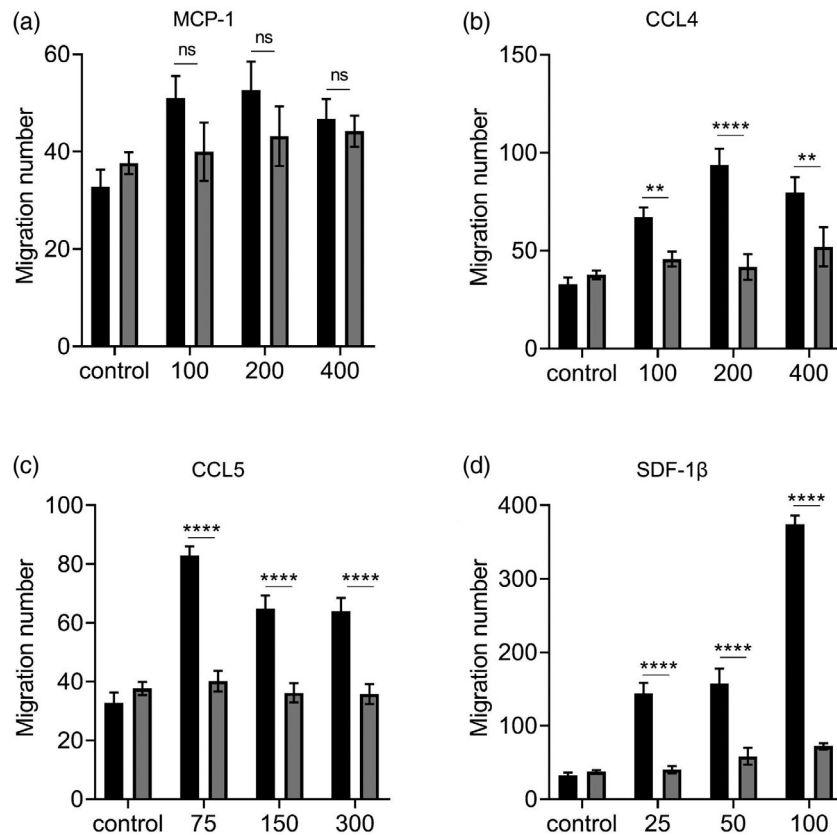 (a)
MCP-1
Migration number
60
40
20
0
ns
ns
ns
control 100 200 400
(b)
CCL4
Migration number
150
100
50
0
**
****
**
control 100 200 400
(c)
CCL5
Migration number
100
80
60
40
20
0
****
****
****
control 75 150 300
(d)
SDF-1β
Migration number
400
300
200
100
0
****
****
****
control 25 50 100